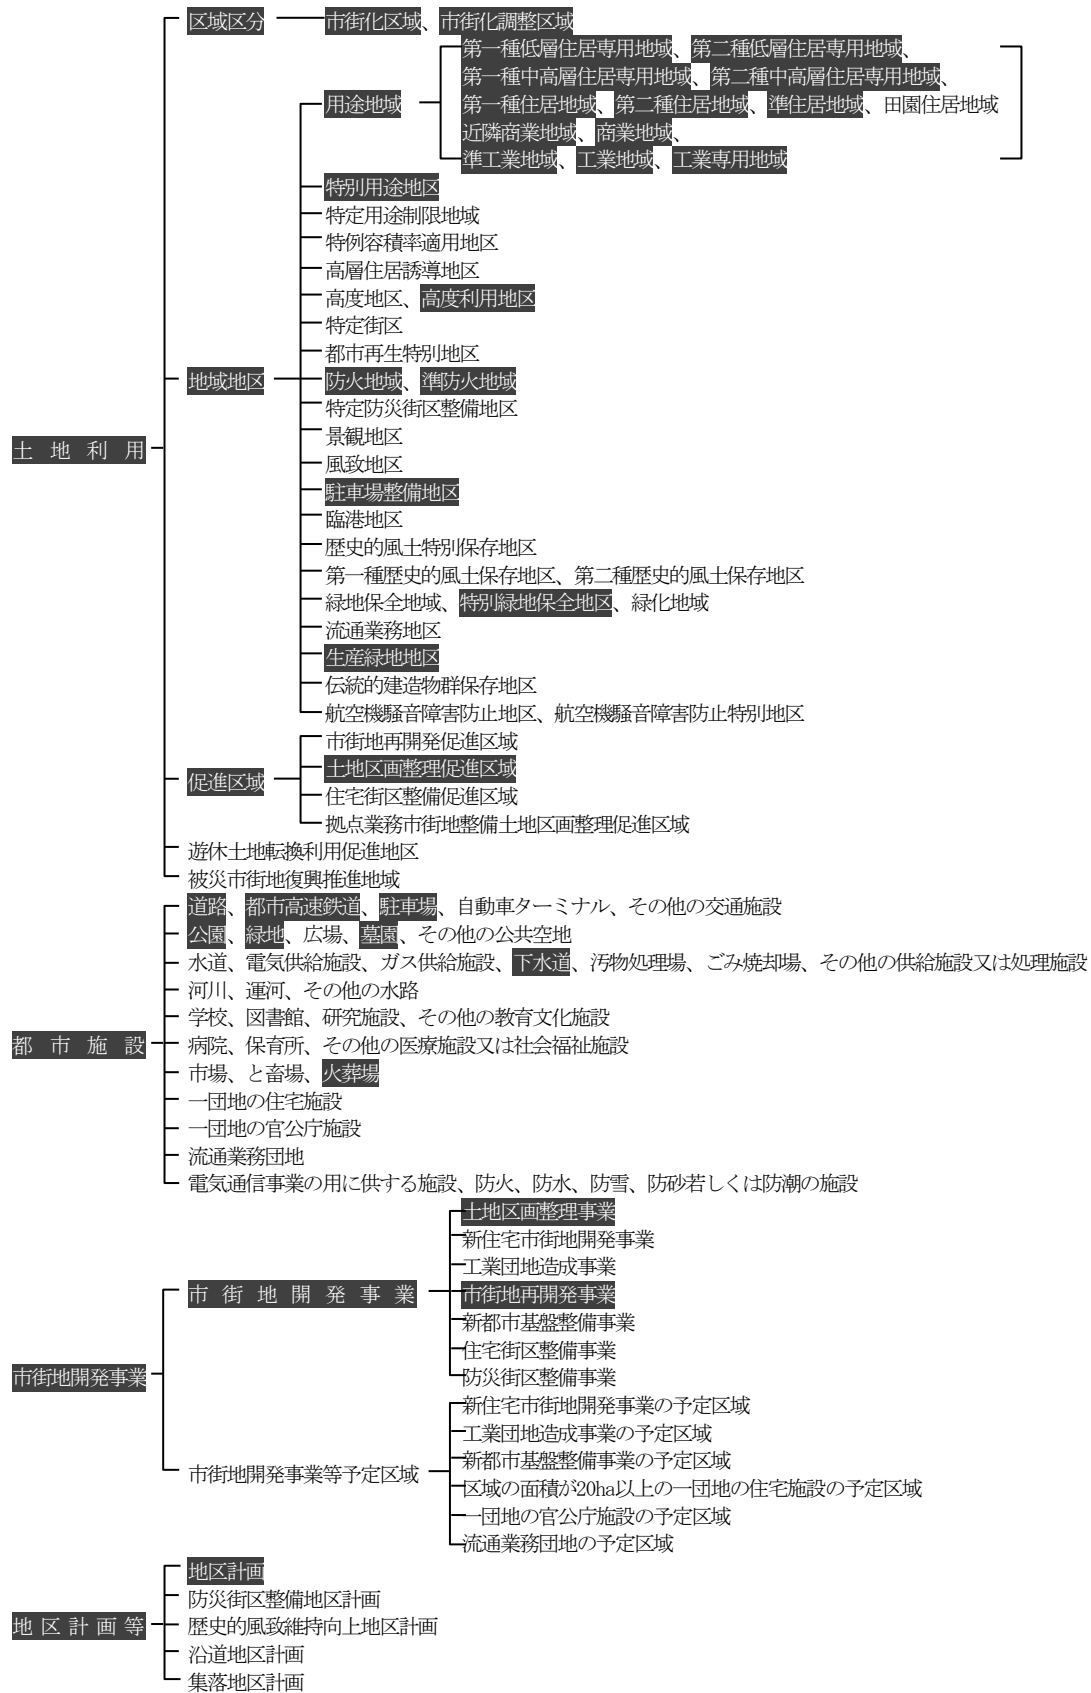 区域区分 市街化区域、市街化調整区域
第一種低層住居専用地域、第二種低層住居専用地域、
第一種中高層住居専用地域、第二種中高層住居専用地域、
用途地域 第一種住居地域、第二種住居地域、準住居地域、田園住居地域
近隣商業地域、商業地域、
準工業地域、工業地域、工業専用地域
特別用途地区
特定用途制限地域
特例容積率適用地区
高層住居誘導地区
高度地区、高度利用地区
特定街区
都市再生特別地区
地域地区 防火地域、準防火地域
特定防災街区整備地区
景観地区
土地利用
風致地区
駐車場整備地区
臨港地区
歴史的風土特別保存地区
第一種歴史的風土保存地区、第二種歴史的風土保存地区
緑地保全地域、特別緑地保全地区、緑化地域
流通業務地区
生産緑地地区
伝統的建造物群保存地区
航空機騒音障害防止地区、航空機騒音障害防止特別地区
市街地再開発促進区域
土地区画整理促進区域
促進区域
住宅街区整備促進区域
拠点業務市街地整備土地区画整理促進区域
遊休土地転換利用促進地区
被災市街地復興推進地域
道路、都市高速鉄道、駐車場、自動車ターミナル、その他の交通施設
公園、緑地、広場、墓園、その他の公共空地
水道、電気供給施設、ガス供給施設、下水道、汚物処理場、ごみ焼却場、その他の供給施設又は処理施設
河川、運河、その他の水路
学校、図書館、研究施設、その他の教育文化施設
都市施設 病院、保育所、その他の医療施設又は社会福祉施設
市場、と畜場、火葬場
一団地の住宅施設
一団地の官公庁施設
流通業務団地
電気通信事業の用に供する施設、防火、防水、防雪、防砂若しくは防潮の施設
土地区画整理事業
新住宅市街地開発事業
工業団地造成事業
市街地開発事業 市街地再開発事業
新都市基盤整備事業
住宅街区整備事業
市街地開発事業 防災街区整備事業
新住宅市街地開発事業の予定区域
工業団地造成事業の予定区域
新都市基盤整備事業の予定区域
市街地開発事業等予定区域
区域の面積が20ha以上の一団地の住宅施設の予定区域
一団地の官公庁施設の予定区域
流通業務団地の予定区域
地区計画
防災街区整備地区計画
地区計画等 歴史的風致維持向上地区計画
沿道地区計画
集落地区計画